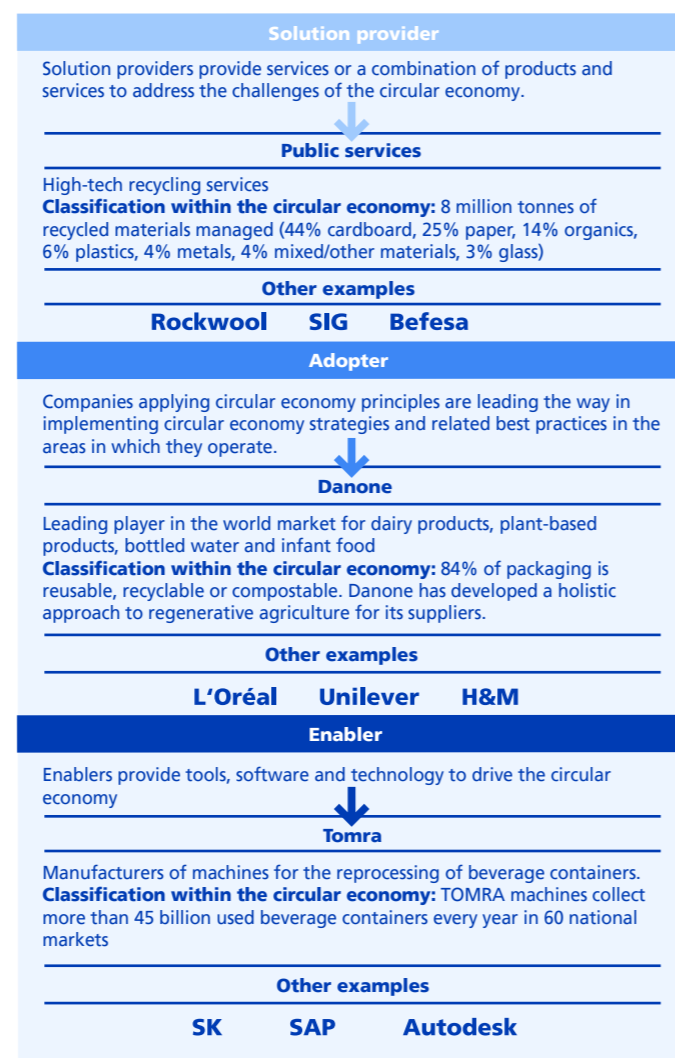 Solution provider
Solution providers provide services or a combination of products and
services to address the challenges of the circular economy.
Public services
High-tech recycling services
Classification within the circular economy: 8 million tonnes of
recycled materials managed (44% cardboard, 25% paper, 14% organics,
6% plastics, 4% metals, 4% mixed/other materials, 3% glass)
Other examples
Rockwool SIG Befesa
Adopter
Companies applying circular economy principles are leading the way in
implementing circular economy strategies and related best practices in the
areas in which they operate.
Danone
Leading player in the world market for dairy products, plant-based
products, bottled water and infant food
Classification within the circular economy: 84% of packaging is
reusable, recyclable or compostable. Danone has developed a holistic
approach to regenerative agriculture for its suppliers.
Other examples
L‘Oréal Unilever H&M
Enabler
Enablers provide tools, software and technology to drive the circular
economy
Tomra
Manufacturers of machines for the reprocessing of beverage containers.
Classification within the circular economy: TOMRA machines collect
more than 45 billion used beverage containers every year in 60 national
markets
Other examples
SK SAP Autodesk